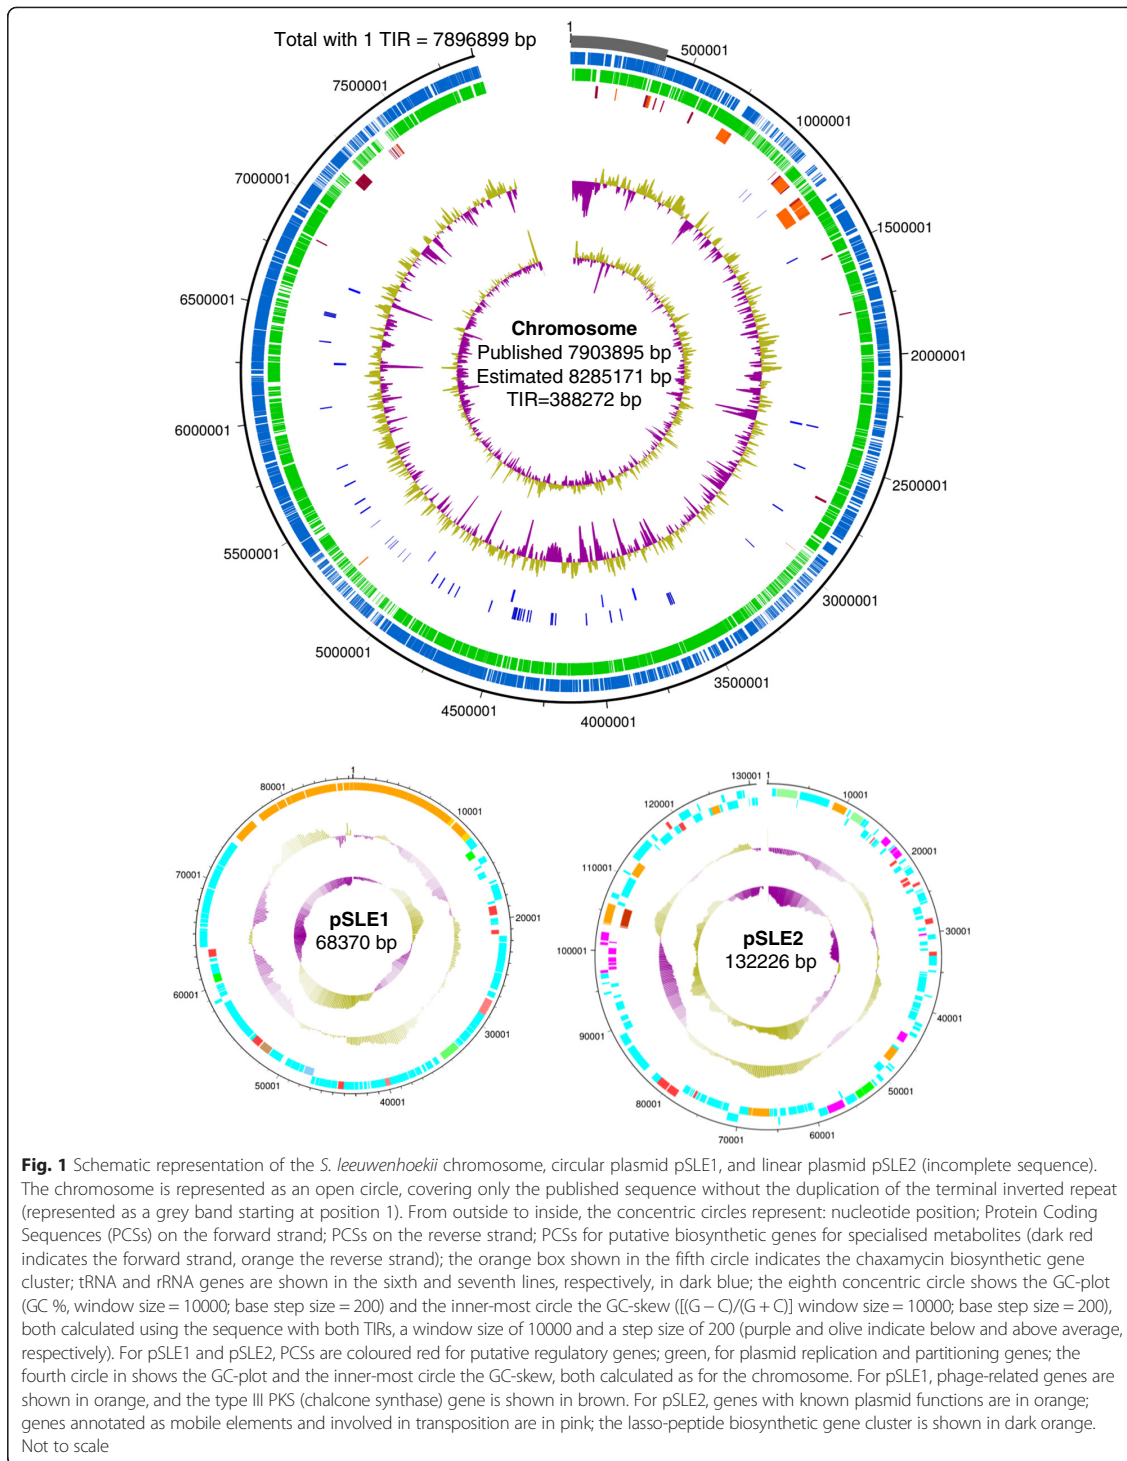 Total with 1 TIR = 7896899 bp
1
500001
1000001
1500001
2000001
2500001
3000001
3500001
4000001
4500001
5000001
5500001
6000001
6500001
7000001
7500001
Chromosome
Published 7903895 bp
Estimated 8285171 bp
TIR=388272 bp
1
10001
20001
30001
40001
50001
60001
70001
80001
pSLE1
68370 bp
1
10001
20001
30001
40001
50001
60001
70001
80001
90001
100001
110001
120001
130001
pSLE2
132226 bp
Fig. 1 Schematic representation of the S. leeuwenhoekii chromosome, circular plasmid pSLE1, and linear plasmid pSLE2 (incomplete sequence).
The chromosome is represented as an open circle, covering only the published sequence without the duplication of the terminal inverted repeat
(represented as a grey band starting at position 1). From outside to inside, the concentric circles represent: nucleotide position; Protein Coding
Sequences (PCSs) on the forward strand; PCSs on the reverse strand; PCSs for putative biosynthetic genes for specialised metabolites (dark red
indicates the forward strand, orange the reverse strand); the orange box shown in the fifth circle indicates the chaxamycin biosynthetic gene
cluster; tRNA and rRNA genes are shown in the sixth and seventh lines, respectively, in dark blue; the eighth concentric circle shows the GC-plot
(GC %, window size = 10000; base step size = 200) and the inner-most circle the GC-skew ([(G − C)/(G + C)] window size = 10000; base step size = 200),
both calculated using the sequence with both TIRs, a window size of 10000 and a step size of 200 (purple and olive indicate below and above average,
respectively). For pSLE1 and pSLE2, PCSs are coloured red for putative regulatory genes; green, for plasmid replication and partitioning genes; the
fourth circle in shows the GC-plot and the inner-most circle the GC-skew, both calculated as for the chromosome. For pSLE1, phage-related genes are
shown in orange, and the type III PKS (chalcone synthase) gene is shown in brown. For pSLE2, genes with known plasmid functions are in orange;
genes annotated as mobile elements and involved in transposition are in pink; the lasso-peptide biosynthetic gene cluster is shown in dark orange.
Not to scale